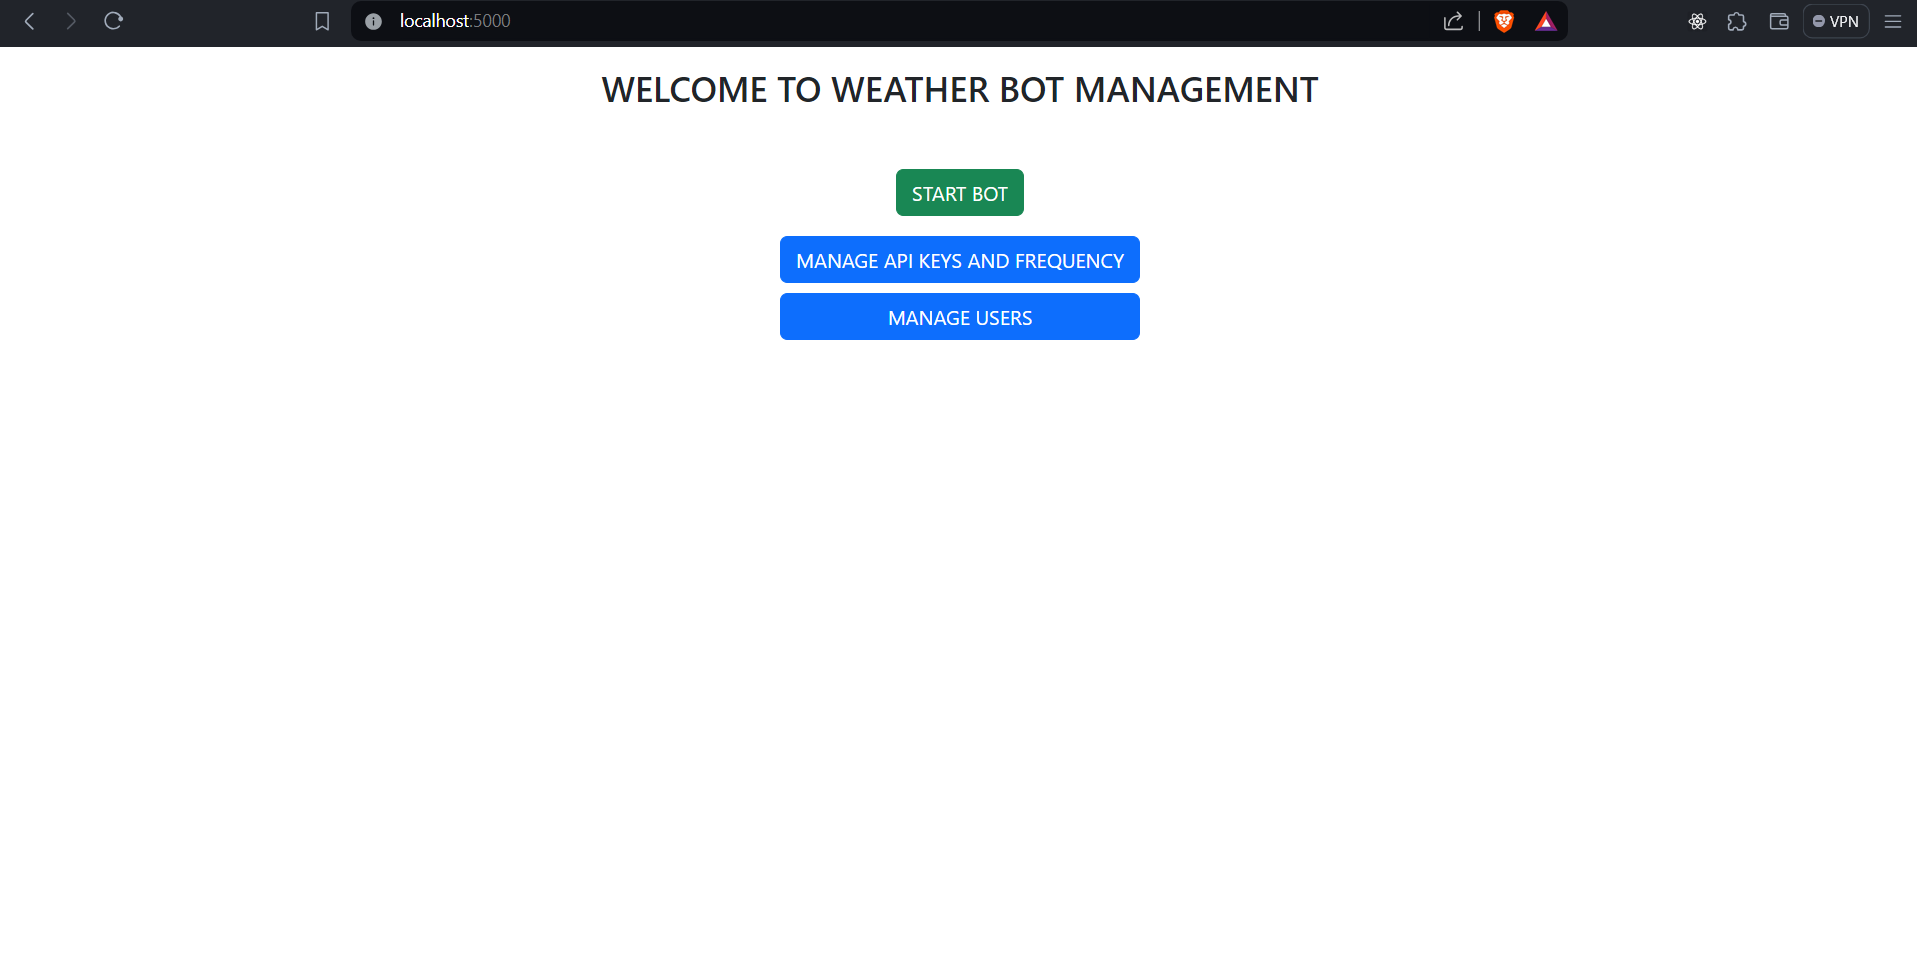 localhost:5000
VPN
WELCOME TO WEATHER BOT MANAGEMENT
START BOT
MANAGE API KEYS AND FREQUENCY
MANAGE USERS